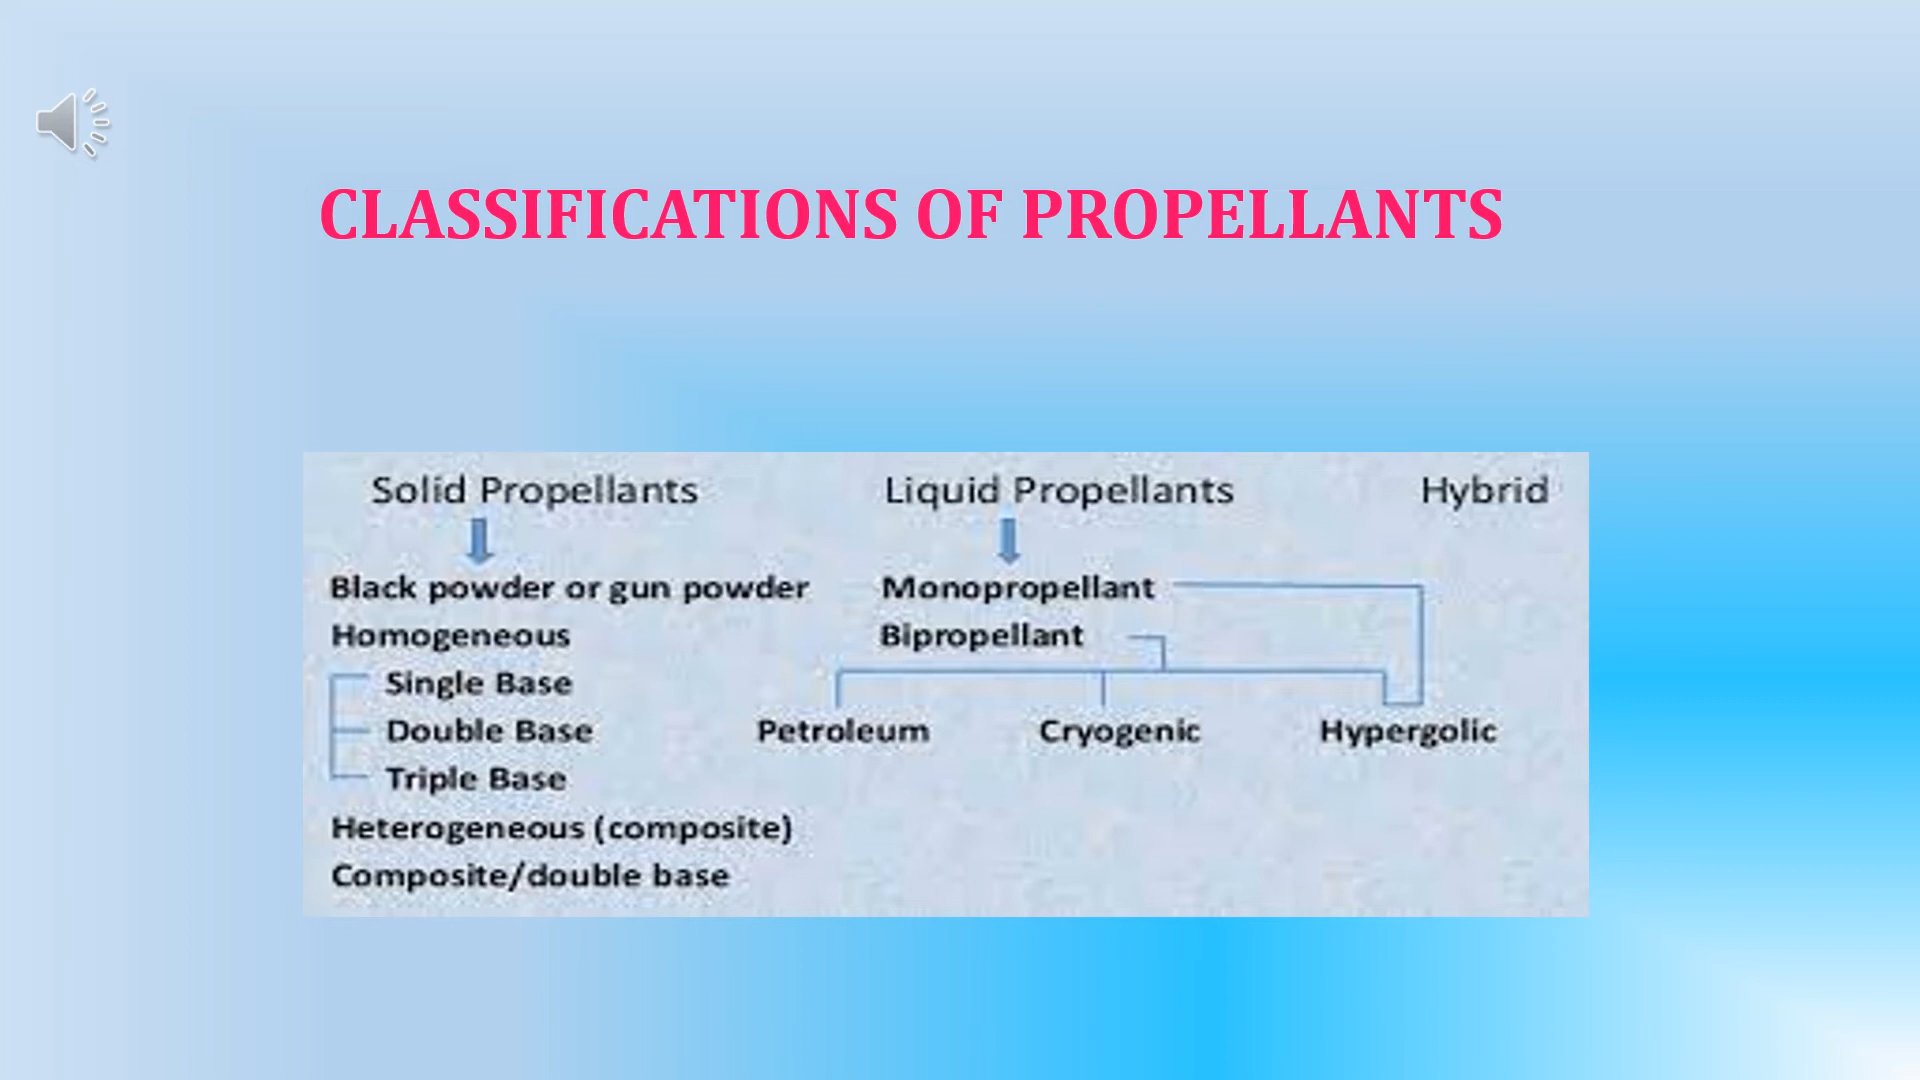 CLASSIFICATIONS OF PROPELLANTS
Solid Propellants
Black powder or gun powder
Homogeneous
Single Base
Double Base
Triple Base
Heterogeneous (composite)
Composite/double base
Liquid Propellants
Monopropellant
Bipropellant
Petroleum
Cryogenic
Hypergolic
Hybrid